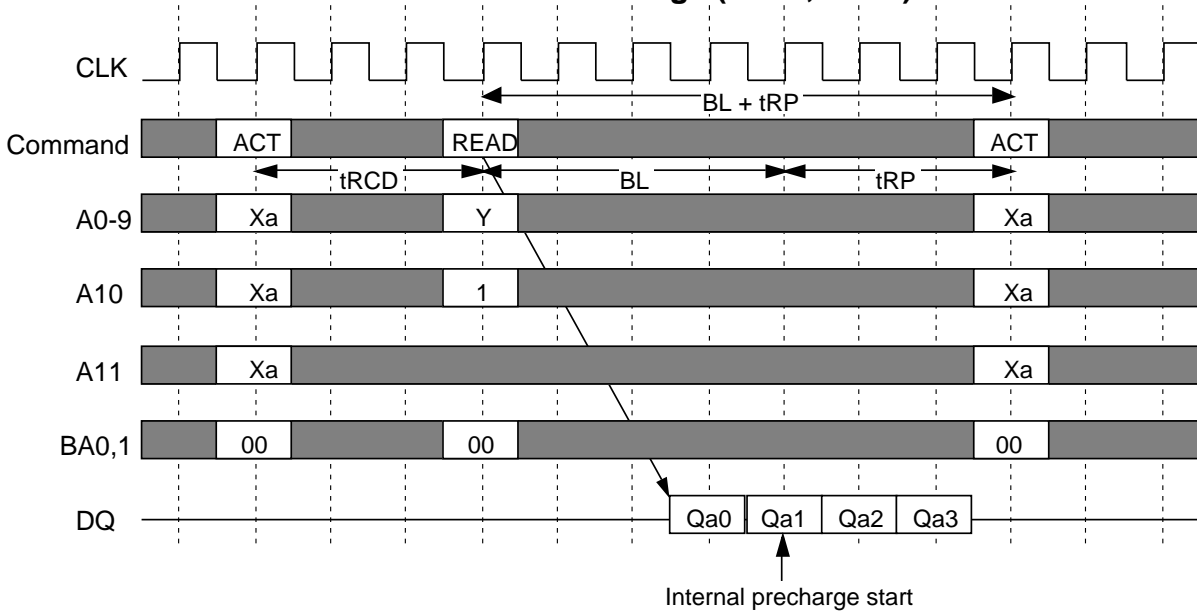 CLK
BL + tRP
Command ACT READ ACT
tRCD BL tRP
A0-9 Xa Y Xa
A10 Xa 1 Xa
A11 Xa Xa
BA0,1 00 00 00
DQ Qa0 Qa1 Qa2 Qa3
Internal precharge start